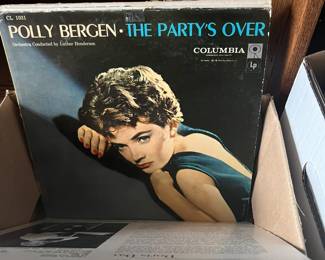 CL 1031
POLLY BERGEN • THE PARTY'S OVER
Orchestra Conducted by Luther Henderson
COLUMBIA
Lp